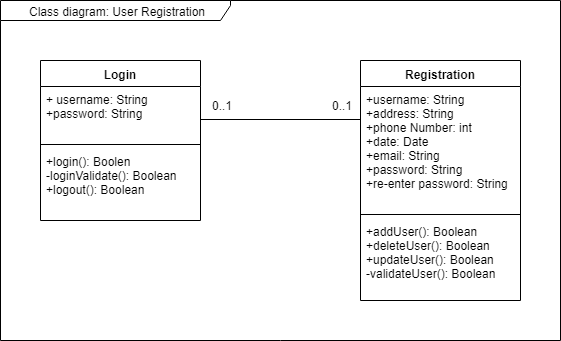 Class diagram: User Registration
Login
+ username: String
+password: String
+login(): Boolen
-loginValidate(): Boolean
+logout(): Boolean
0..1
0..1
Registration
+username: String
+address: String
+phone Number: int
+date: Date
+email: String
+password: String
+re-enter password: String
+addUser(): Boolean
+deleteUser(): Boolean
+updateUser(): Boolean
-validateUser(): Boolean